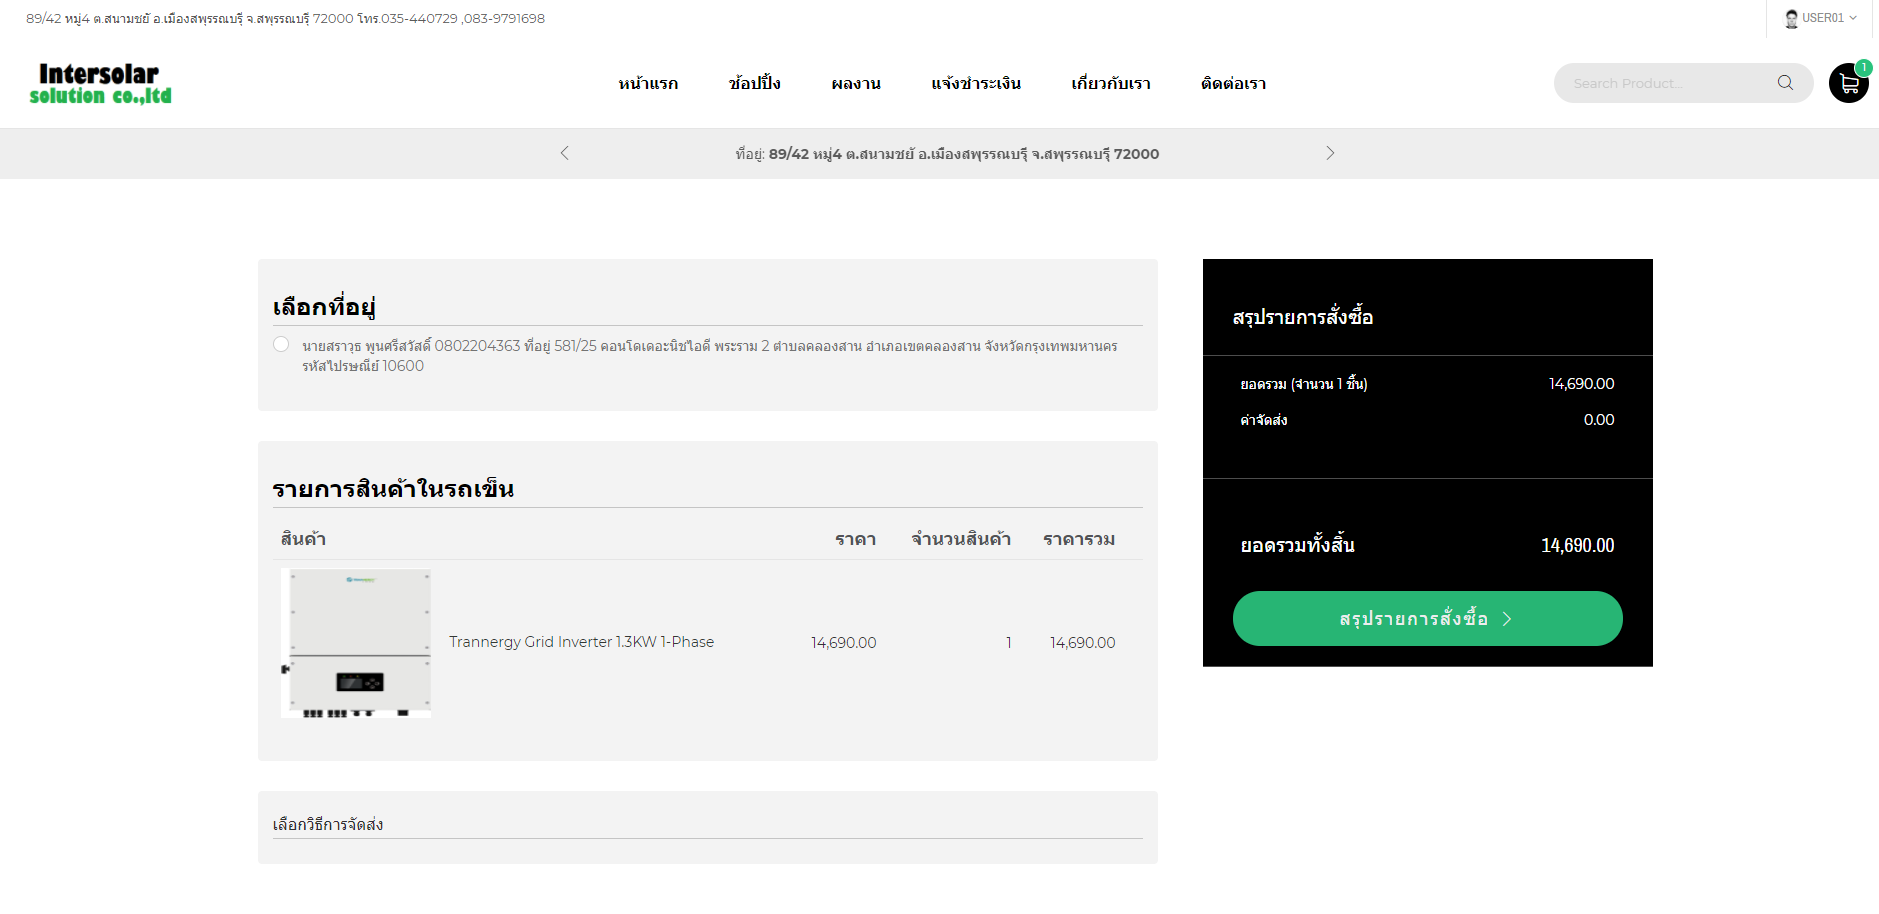 89/42 หมู่4 ต.สนามชยั อ.เมืองสพุรรณบรุี จ.สพุรรณบรุี 72000 โทร.035-440729 ,083-9791698
USER01
Intersolar
solution co.,ltd
หน้าแรก ช้อปปิ้ง ผลงาน แจ้งชำระเงิน เกี่ยวกับเรา ติดต่อเรา
Search Product...
1
ที่อยู่: 89/42 หมู่4 ต.สนามชยั อ.เมืองสพุรรณบรุี จ.สพุรรณบรุี 72000
เลือกที่อยู่
นายสราวุธ พูนศรีสวัสดิ์ 0802204363 ที่อยู่ 581/25 คอนโดเดอะนิชไอดี พระราม 2 ตำบลคลองสาน อำเภอเขตคลองสาน จังหวัดกรุงเทพมหานคร
รหัสไปรษณีย์ 10600
รายการสินค้าในรถเข็น
สินค้า ราคา จำนวนสินค้า ราคารวม
Trannergy Grid Inverter 1.3KW 1-Phase 14,690.00 1 14,690.00
เลือกวิธีการจัดส่ง
สรุปรายการสั่งซื้อ
ยอดรวม (จำนวน 1 ชิ้น) 14,690.00
ค่าจัดส่ง 0.00
ยอดรวมทั้งสิ้น 14,690.00
สรุปรายการสั่งซื้อ